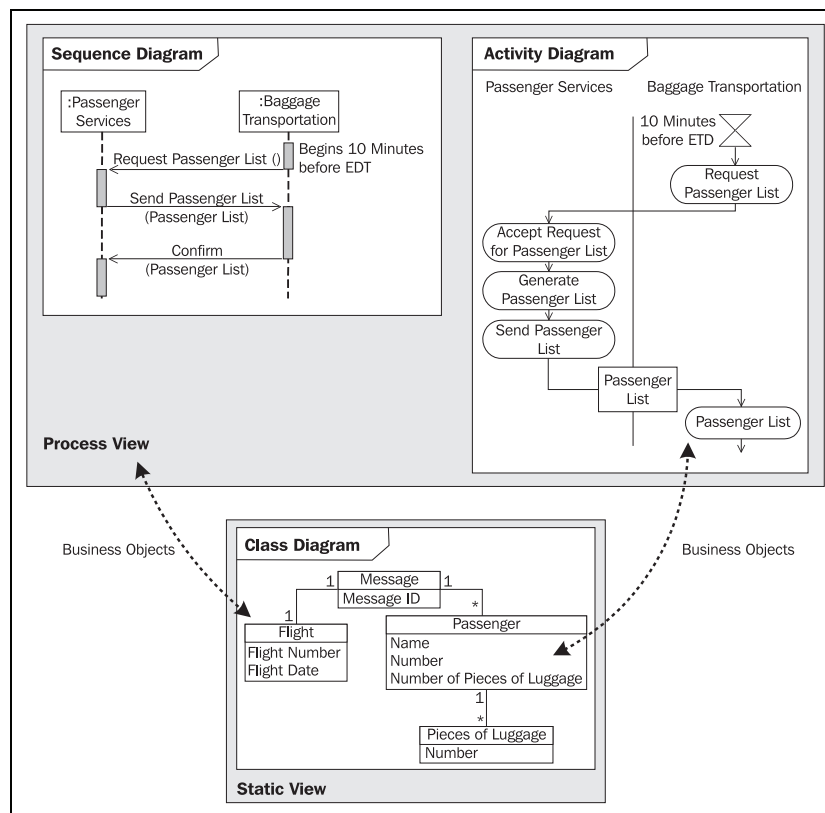 Sequence Diagram
:Passenger
Services
:Baggage
Transportation
Begins 10 Minutes
before EDT
Request Passenger List ()
Send Passenger List
(Passenger List)
Confirm
(Passenger List)
Activity Diagram
Passenger Services
Baggage Transportation
10 Minutes
before ETD
Request
Passenger List
Accept Request
for Passenger List
Generate
Passenger List
Send Passenger
List
Passenger
List
Passenger List
Process View
Business Objects
Business Objects
Class Diagram
1
Message
1
Message ID
1
*
Flight
Flight Number
Flight Date
Passenger
Name
Number
Number of Pieces of Luggage
1
*
Pieces of Luggage
Number
Static View